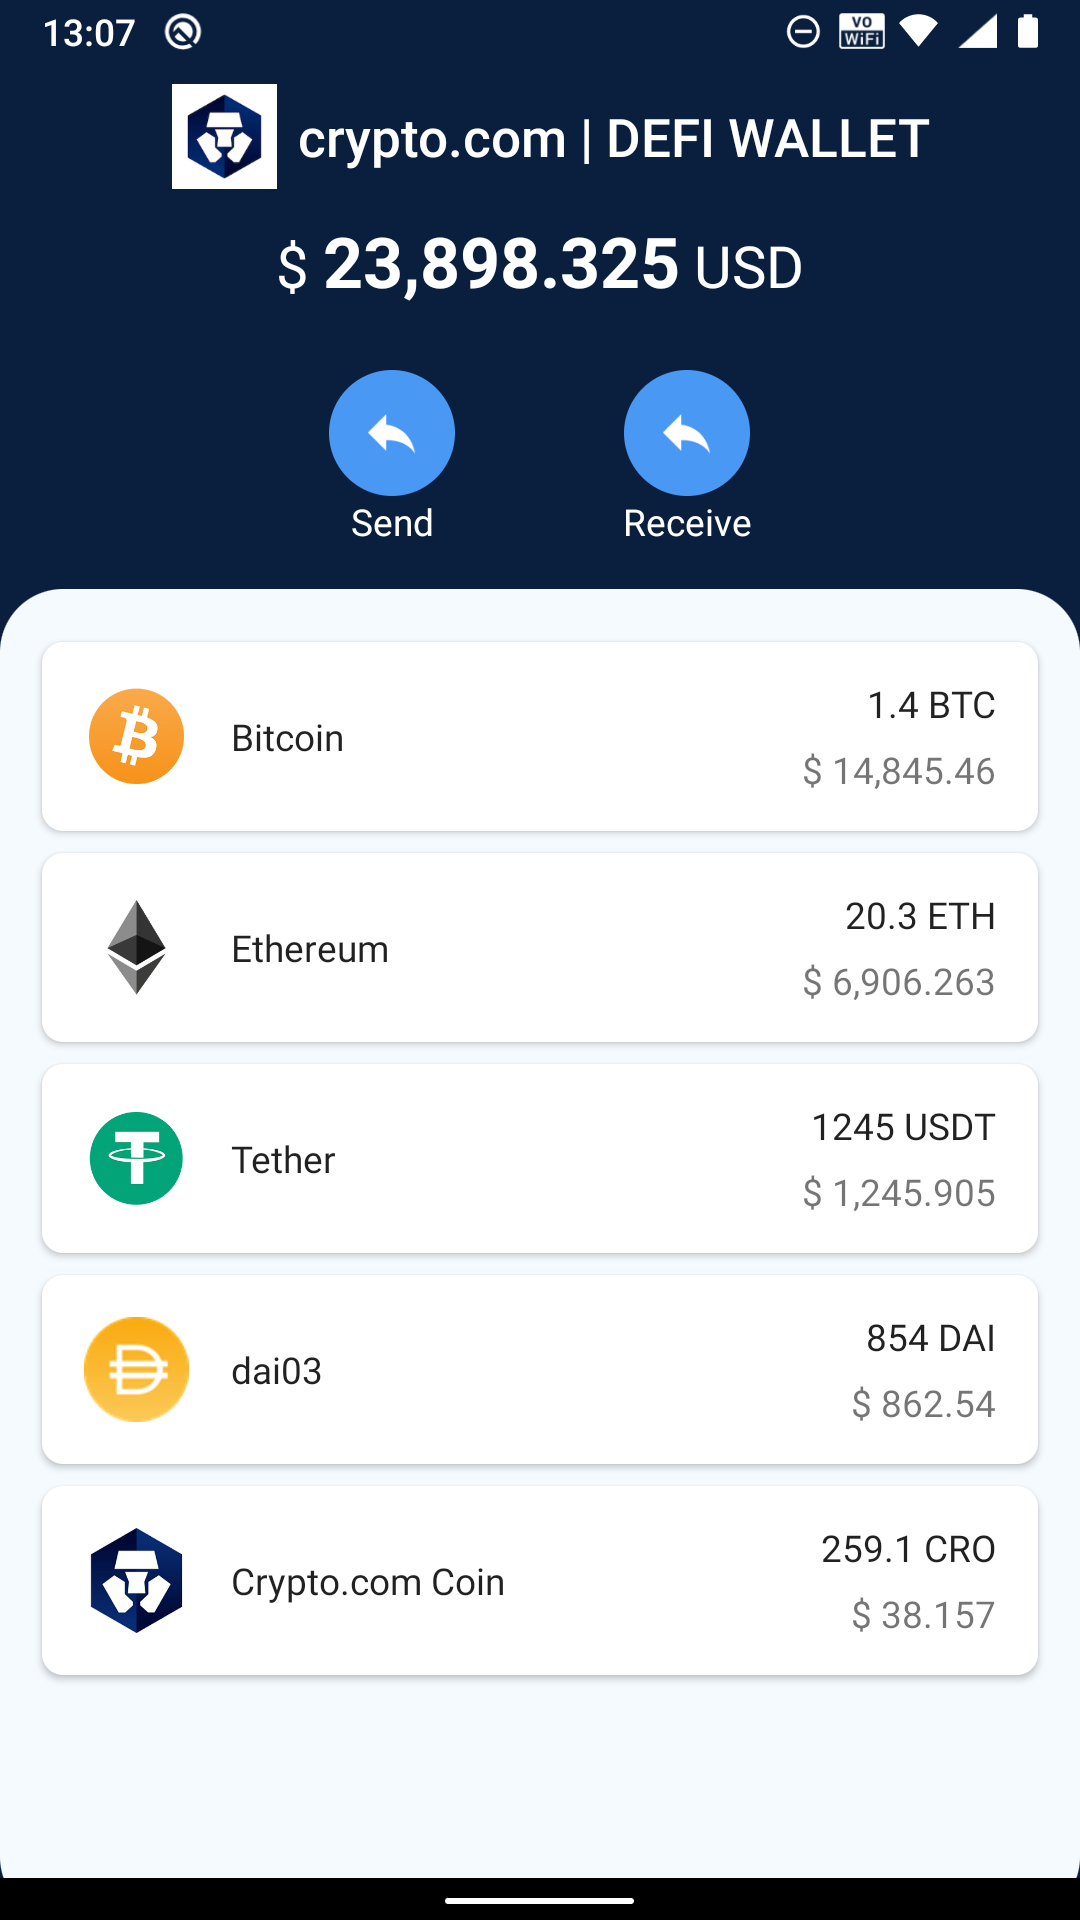 13:07
VO
WiFi
crypto.com | DEFI WALLET
$ 23,898.325 USD
Send
Receive
Bitcoin
1.4 BTC
$ 14,845.46
Ethereum
20.3 ETH
$ 6,906.263
Tether
1245 USDT
$ 1,245.905
dai03
854 DAI
$ 862.54
Crypto.com Coin
259.1 CRO
$ 38.157